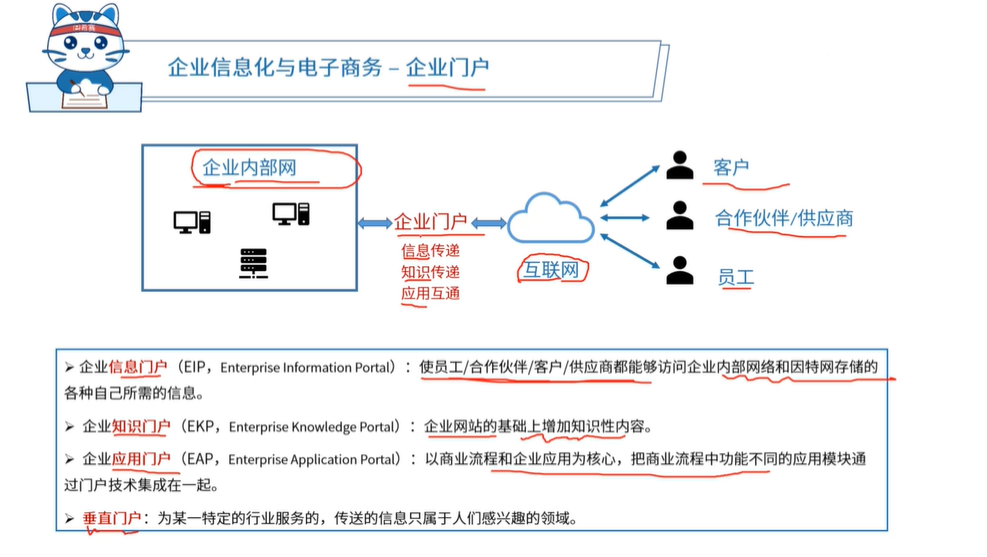 企业信息化与电子商务 – 企业门户
企业内部网
企业门户
信息传递
知识传递
应用互通
互联网
客户
合作伙伴/供应商
员工
➢ 企业信息门户（EIP，Enterprise Information Portal）：使员工/合作伙伴/客户/供应商都能够访问企业内部网络和因特网存储的
各种自己所需的信息。
➢ 企业知识门户（EKP，Enterprise Knowledge Portal）：企业网站的基础上增加知识性内容。
➢ 企业应用门户（EAP，Enterprise Application Portal）：以商业流程和企业应用为核心，把商业流程中功能不同的应用模块通
过门户技术集成在一起。
➢ 垂直门户：为某一特定的行业服务的，传送的信息只属于人们感兴趣的领域。